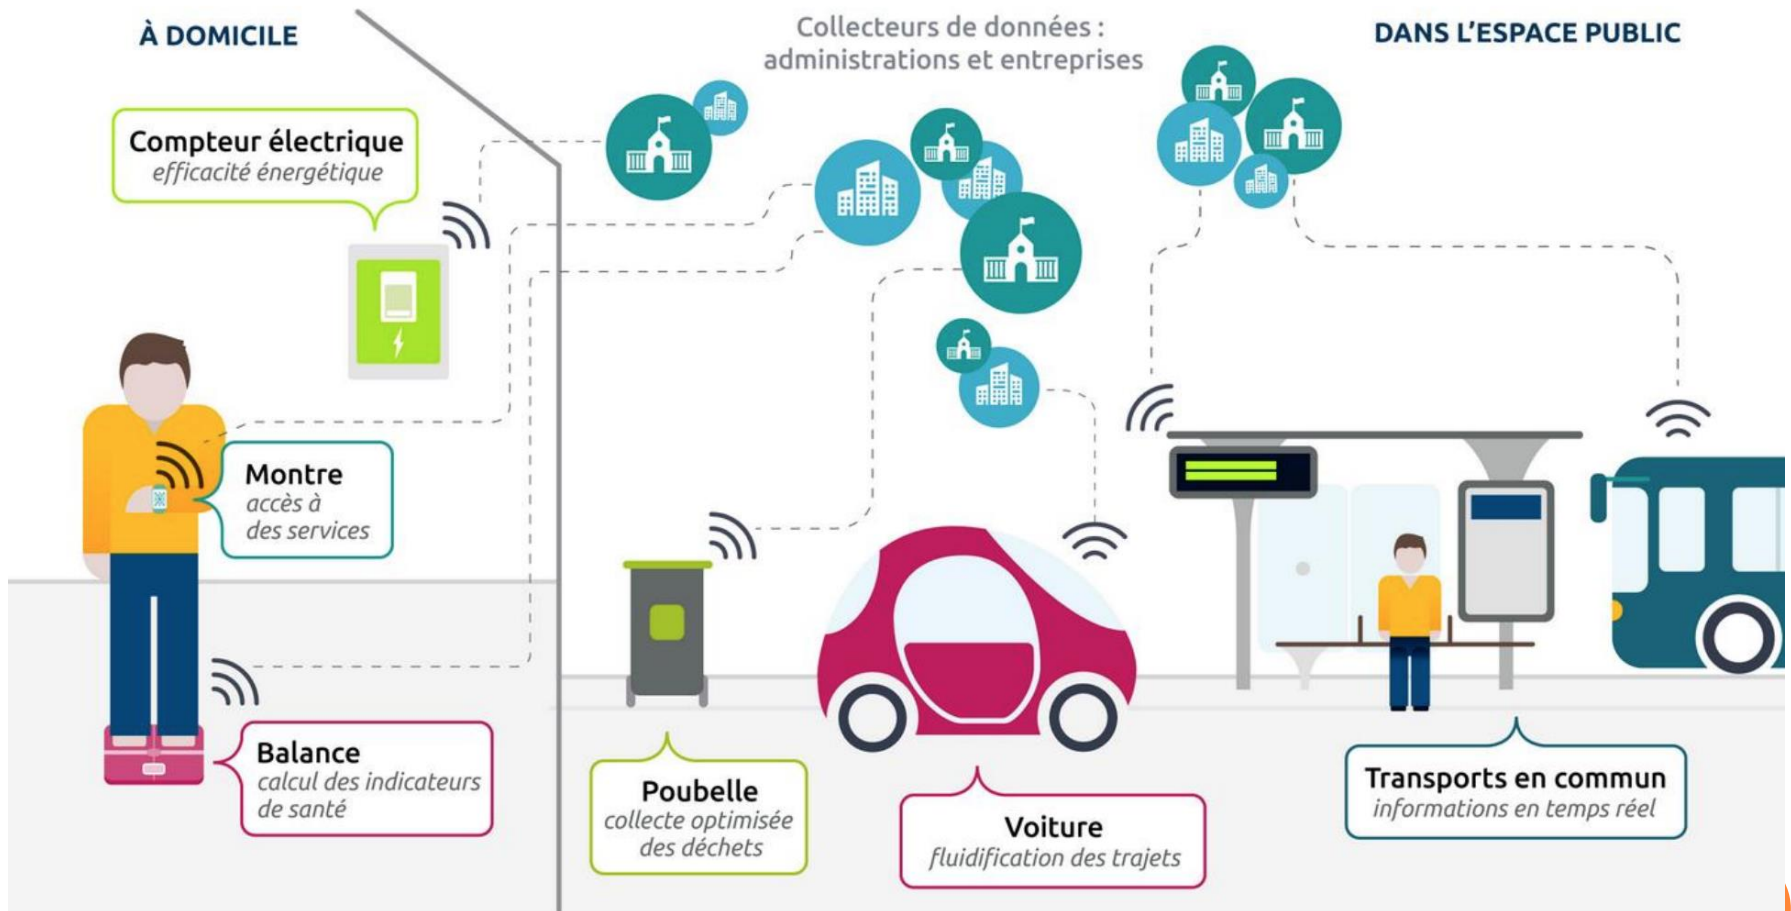 À DOMICILE
Collecteurs de données :
administrations et entreprises
DANS L'ESPACE PUBLIC
Compteur électrique
efficacité énergétique
Montre
accès à
des services
Balance
calcul des indicateurs
de santé
Poubelle
collecte optimisée
des déchets
Voiture
fluidification des trajets
Transports en commun
informations en temps réel